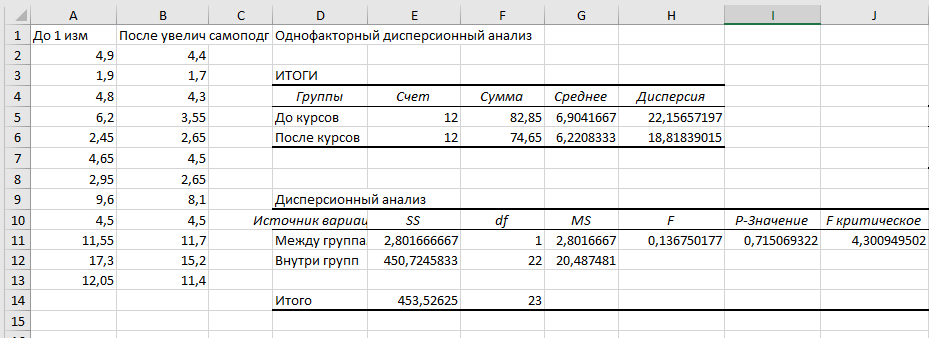 A B C D E F G H I J
1 До 1 изм После увелич самоподг Однофакторный дисперсионный анализ
2 4,9 4,4
3 1,9 1,7 ИТОГИ
4 4,8 4,3 Группы Счет Сумма Среднее Дисперсия
5 6,2 3,55 До курсов 12 82,85 6,9041667 22,15657197
6 2,45 2,65 После курсов 12 74,65 6,2208333 18,81839015
7 4,65 4,5
8 2,95 2,65
9 9,6 8,1 Дисперсионный анализ
10 4,5 4,5 Источник вариац SS df MS F P-Значение F критическое
11 11,55 11,7 Между группа 2,801666667 1 2,8016667 0,136750177 0,715069322 4,300949502
12 17,3 15,2 Внутри групп 450,7245833 22 20,487481
13 12,05 11,4
14 Итого 453,52625 23
15